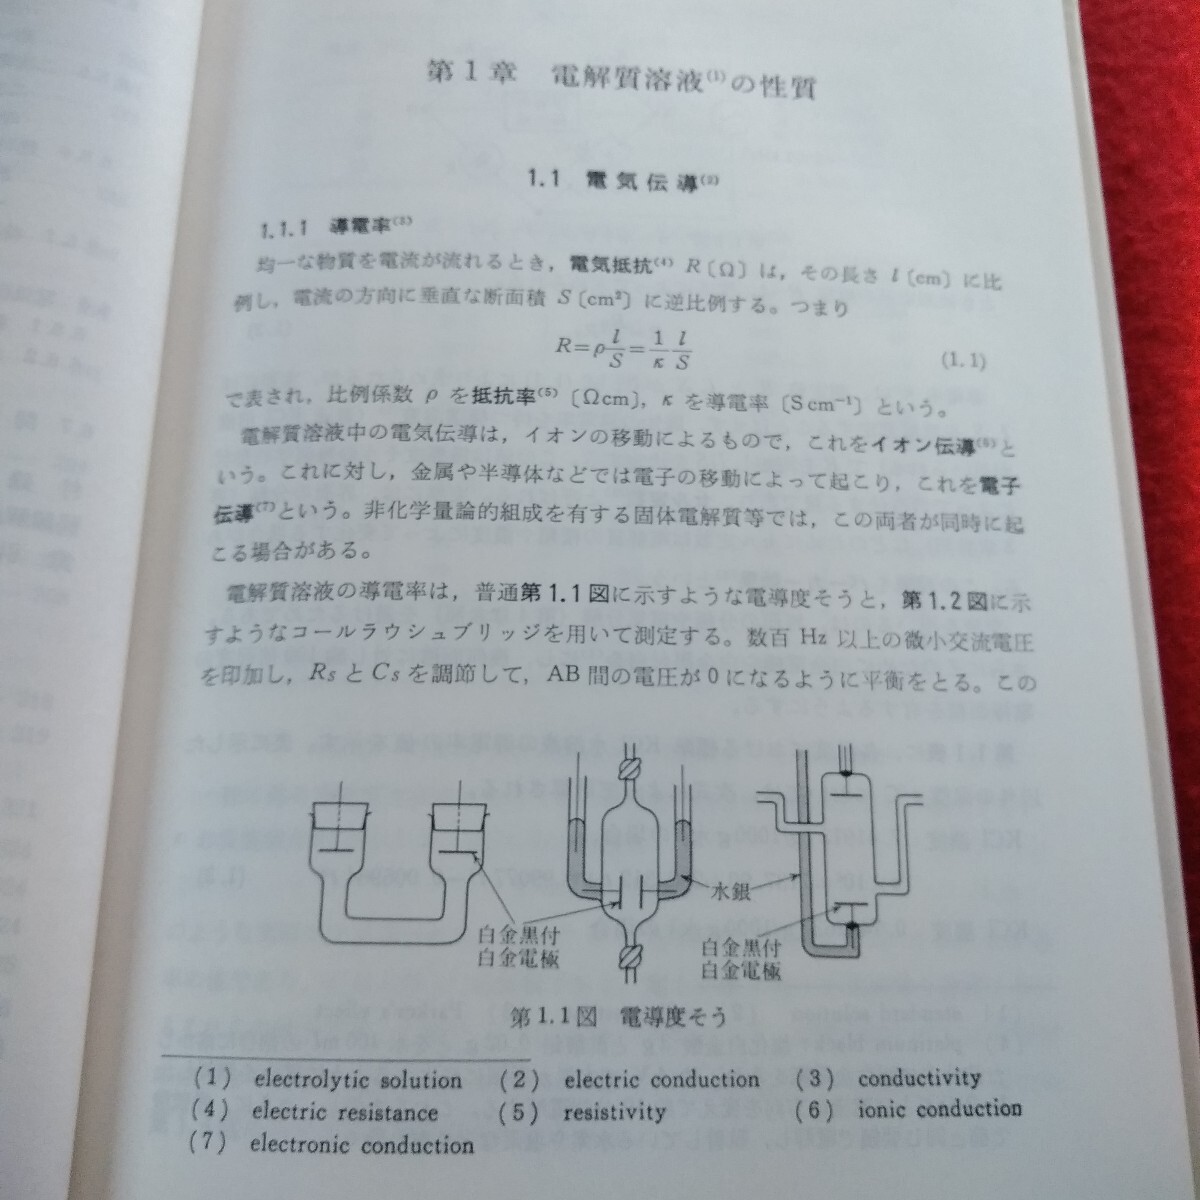 第1章 電解質溶液(1)の性質
1.1 電気伝導(2)
1.1.1 導電率(3)
均一な物質を電流が流れるとき,電気抵抗(4) R〔Ω〕は,その長さ l〔cm〕に比
例し,電流の方向に垂直な断面積 S〔cm²〕に逆比例する。つまり
R=ρ l/S = 1/κ l/S (1.1)
で表され,比例係数 ρ を抵抗率(5)〔Ωcm〕, κ を導電率〔Scm⁻¹〕という。
電解質溶液中の電気伝導は,イオンの移動によるもので,これをイオン伝導(6)と
いう。これに対し,金属や半導体などでは電子の移動によって起こり,これを電子
伝導(7)という。非化学量論的組成を有する固体電解質等では,この両者が同時に起
こる場合がある。
電解質溶液の導電率は,普通第1.1図に示すような電導度そうと,第1.2図に示
すようなコールラウシュブリッジを用いて測定する。数百 Hz 以上の微小交流電圧
を印加し, Rs と Cs を調節して, AB 間の電圧が0になるように平衡をとる。この
水銀
白金黒付
白金電極
白金黒付
白金電極
第1.1図 電導度そう
(1) electrolytic solution (2) electric conduction (3) conductivity
(4) electric resistance (5) resistivity (6) ionic conduction
(7) electronic conduction